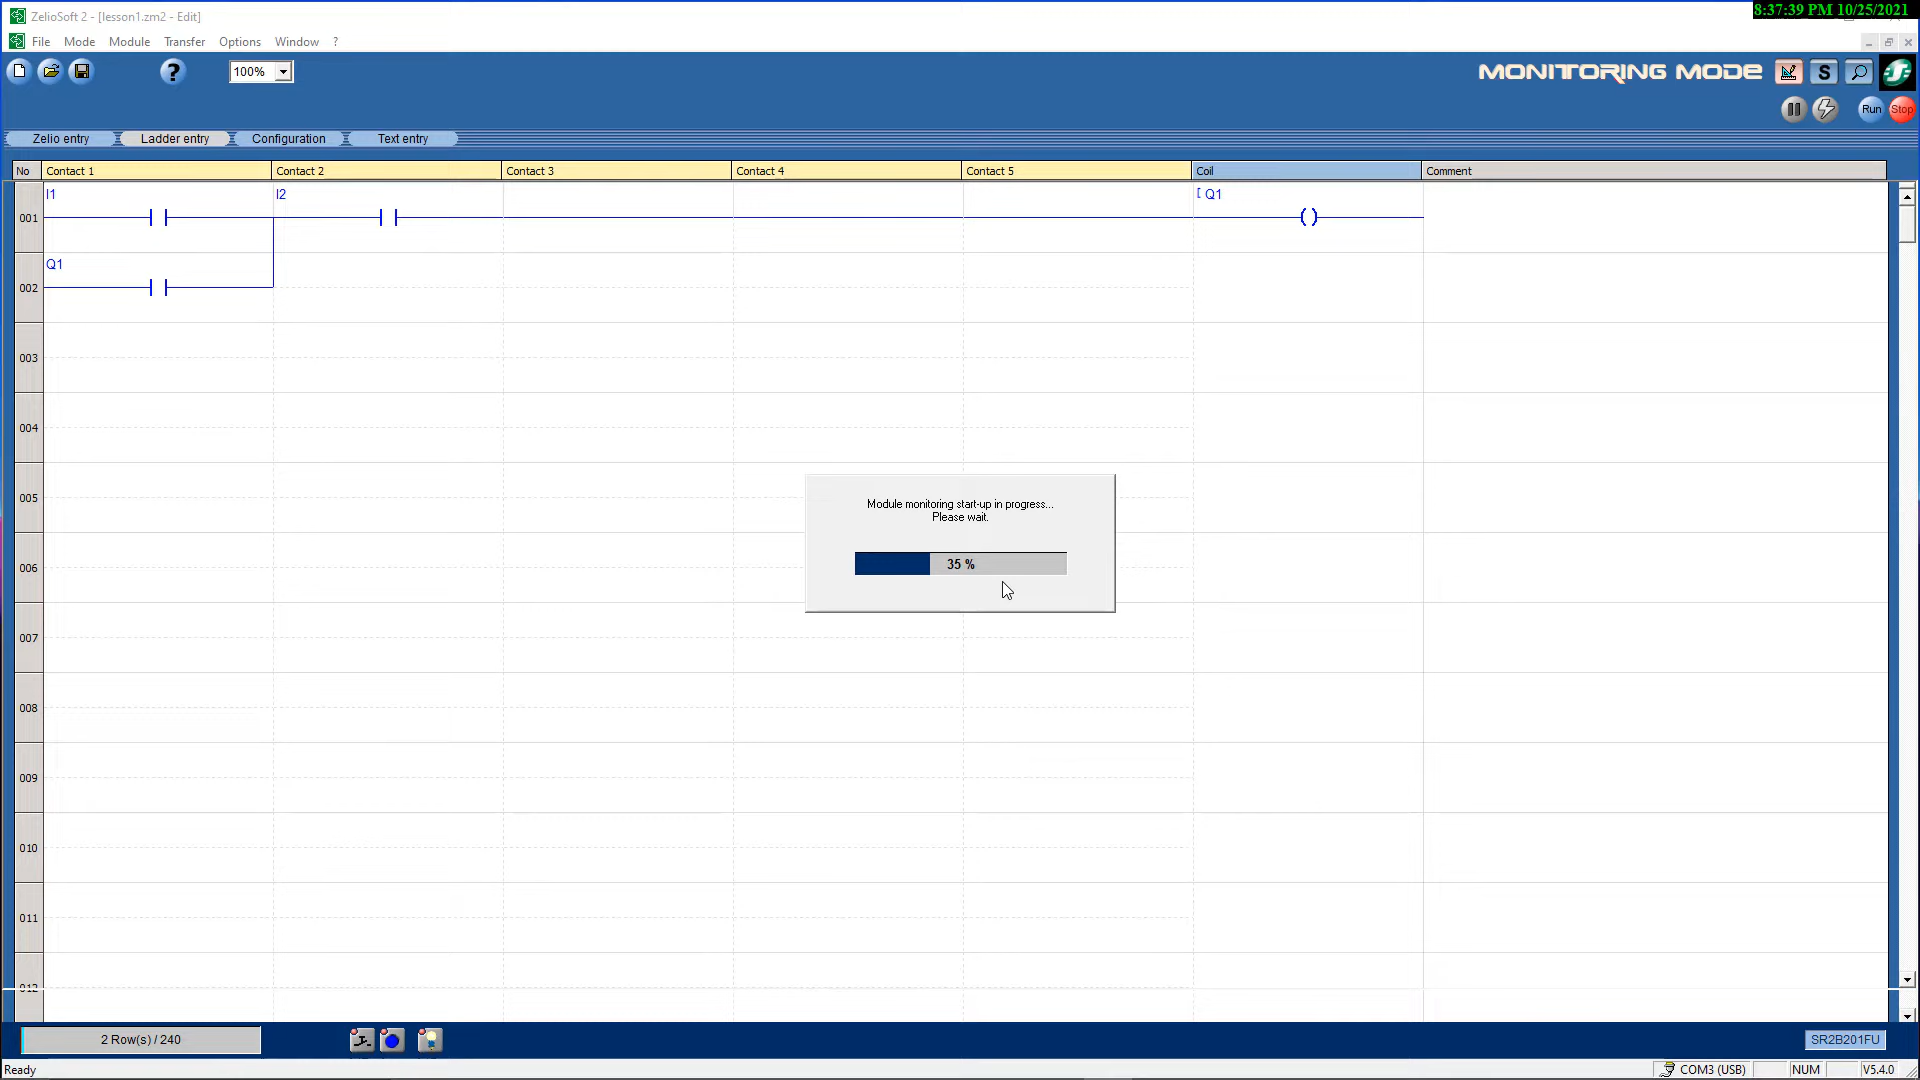 ZelioSoft 2 - [lesson1.zm2 - Edit]
8:37:39 PM 10/25/2021
File Mode Module Transfer Options Window ?
? 100% MONITORING MODE S
Run Stop
Zelio entry Ladder entry Configuration Text entry
No Contact 1 Contact 2 Contact 3 Contact 4 Contact 5 Coil Comment
I1 I2 [ Q1
001
Q1
002
003
004
005
Module monitoring start-up in progress...
Please wait.
35 %
006
007
008
009
010
011
012
2 Row(s) / 240 SR2B201FU
Ready COM3 (USB) NUM V5.4.0